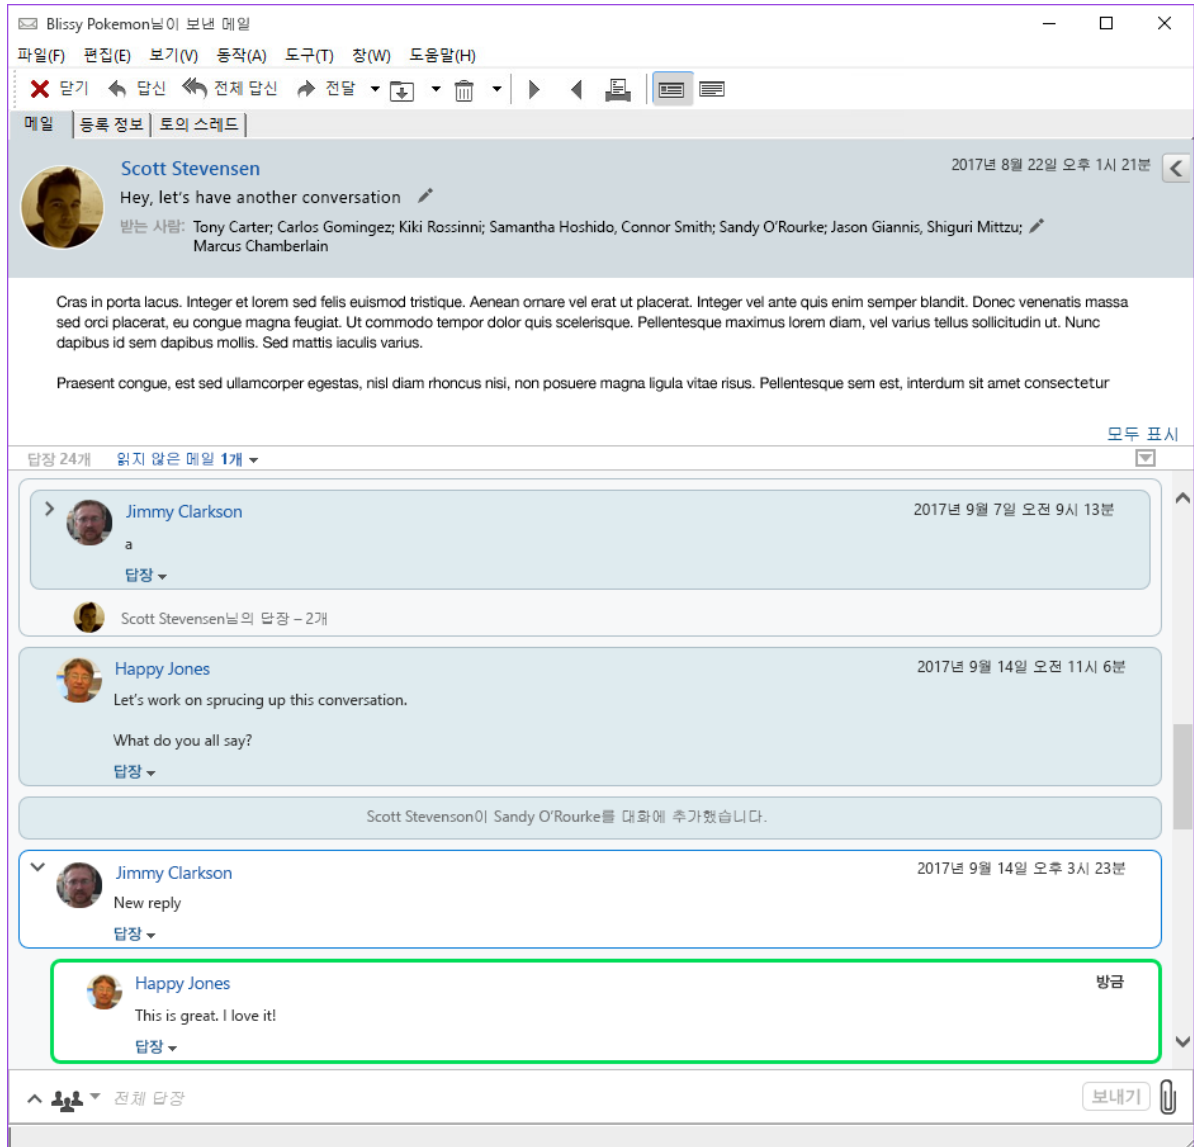 Blissy Pokemon님이 보낸 메일
파일(F) 편집(E) 보기(V) 동작(A) 도구(T) 창(W) 도움말(H)
닫기 답신 전체 답신 전달
메일 등록 정보 토의 스레드
Scott Stevensen 2017년 8월 22일 오후 1시 21분
Hey, let's have another conversation
받는 사람: Tony Carter; Carlos Gomingez; Kiki Rossinni; Samantha Hoshido, Connor Smith; Sandy O'Rourke; Jason Giannis, Shiguri Mittzu;
Marcus Chamberlain
Cras in porta lacus. Integer et lorem sed felis euismod tristique. Aenean ornare vel erat ut placerat. Integer vel ante quis enim semper blandit. Donec venenatis massa
sed orci placerat, eu congue magna feugiat. Ut commodo tempor dolor quis scelerisque. Pellentesque maximus lorem diam, vel varius tellus sollicitudin ut. Nunc
dapibus id sem dapibus mollis. Sed mattis iaculis varius.
Praesent congue, est sed ullamcorper egestas, nisl diam rhoncus nisi, non posuere magna ligula vitae risus. Pellentesque sem est, interdum sit amet consectetur
모두 표시
답장 24개 읽지 않은 메일 1개
Jimmy Clarkson 2017년 9월 7일 오전 9시 13분
a
답장
Scott Stevensen님의 답장 – 2개
Happy Jones 2017년 9월 14일 오전 11시 6분
Let's work on sprucing up this conversation.
What do you all say?
답장
Scott Stevenson이 Sandy O'Rourke를 대화에 추가했습니다.
Jimmy Clarkson 2017년 9월 14일 오후 3시 23분
New reply
답장
Happy Jones 방금
This is great. I love it!
답장
전체 답장 보내기